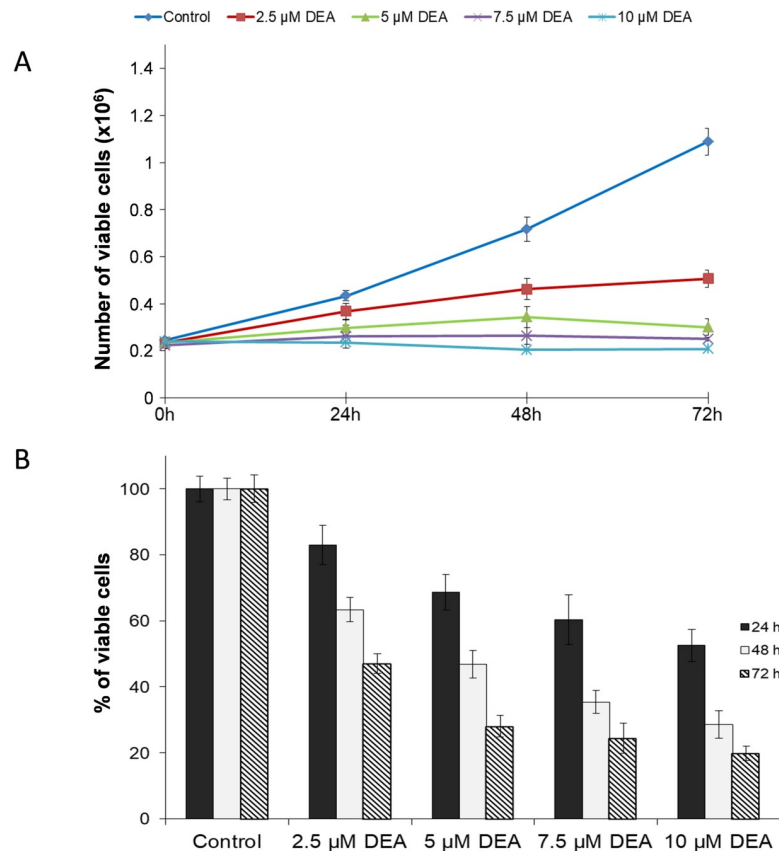 Control 2.5 µM DEA 5 µM DEA 7.5 µM DEA 10 µM DEA
A
Number of viable cells (x10⁶)
1.4
1.2
1
0.8
0.6
0.4
0.2
0
0h 24h 48h 72h
B
% of viable cells
100
80
60
40
20
0
24 h
48 h
72 h
Control 2.5 µM DEA 5 µM DEA 7.5 µM DEA 10 µM DEA